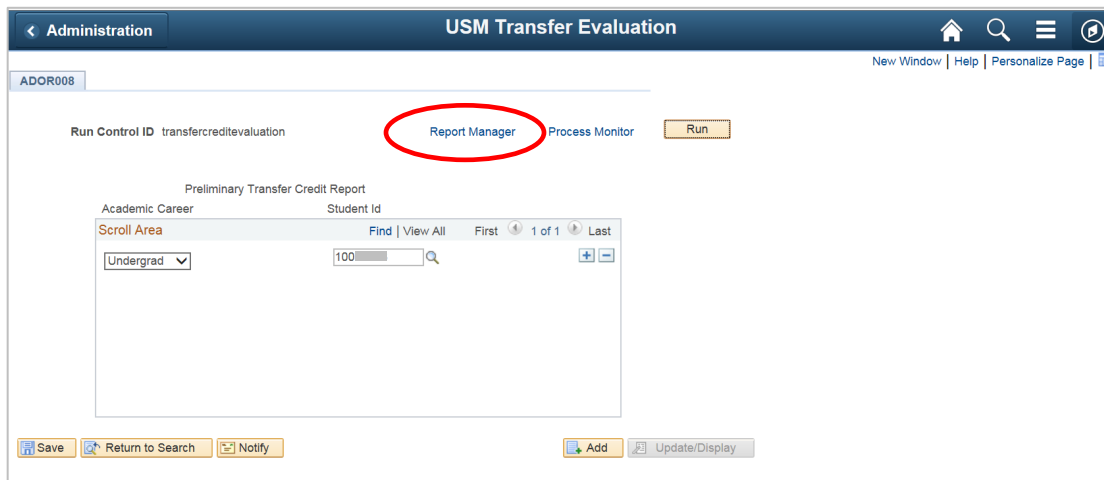 Administration
USM Transfer Evaluation
New Window | Help | Personalize Page |
ADOR008
Run Control ID transfercreditevaluation Report Manager Process Monitor Run
Preliminary Transfer Credit Report
Academic Career Student Id
Scroll Area Find | View All First 1 of 1 Last
Undergrad 100
Save Return to Search Notify Add Update/Display